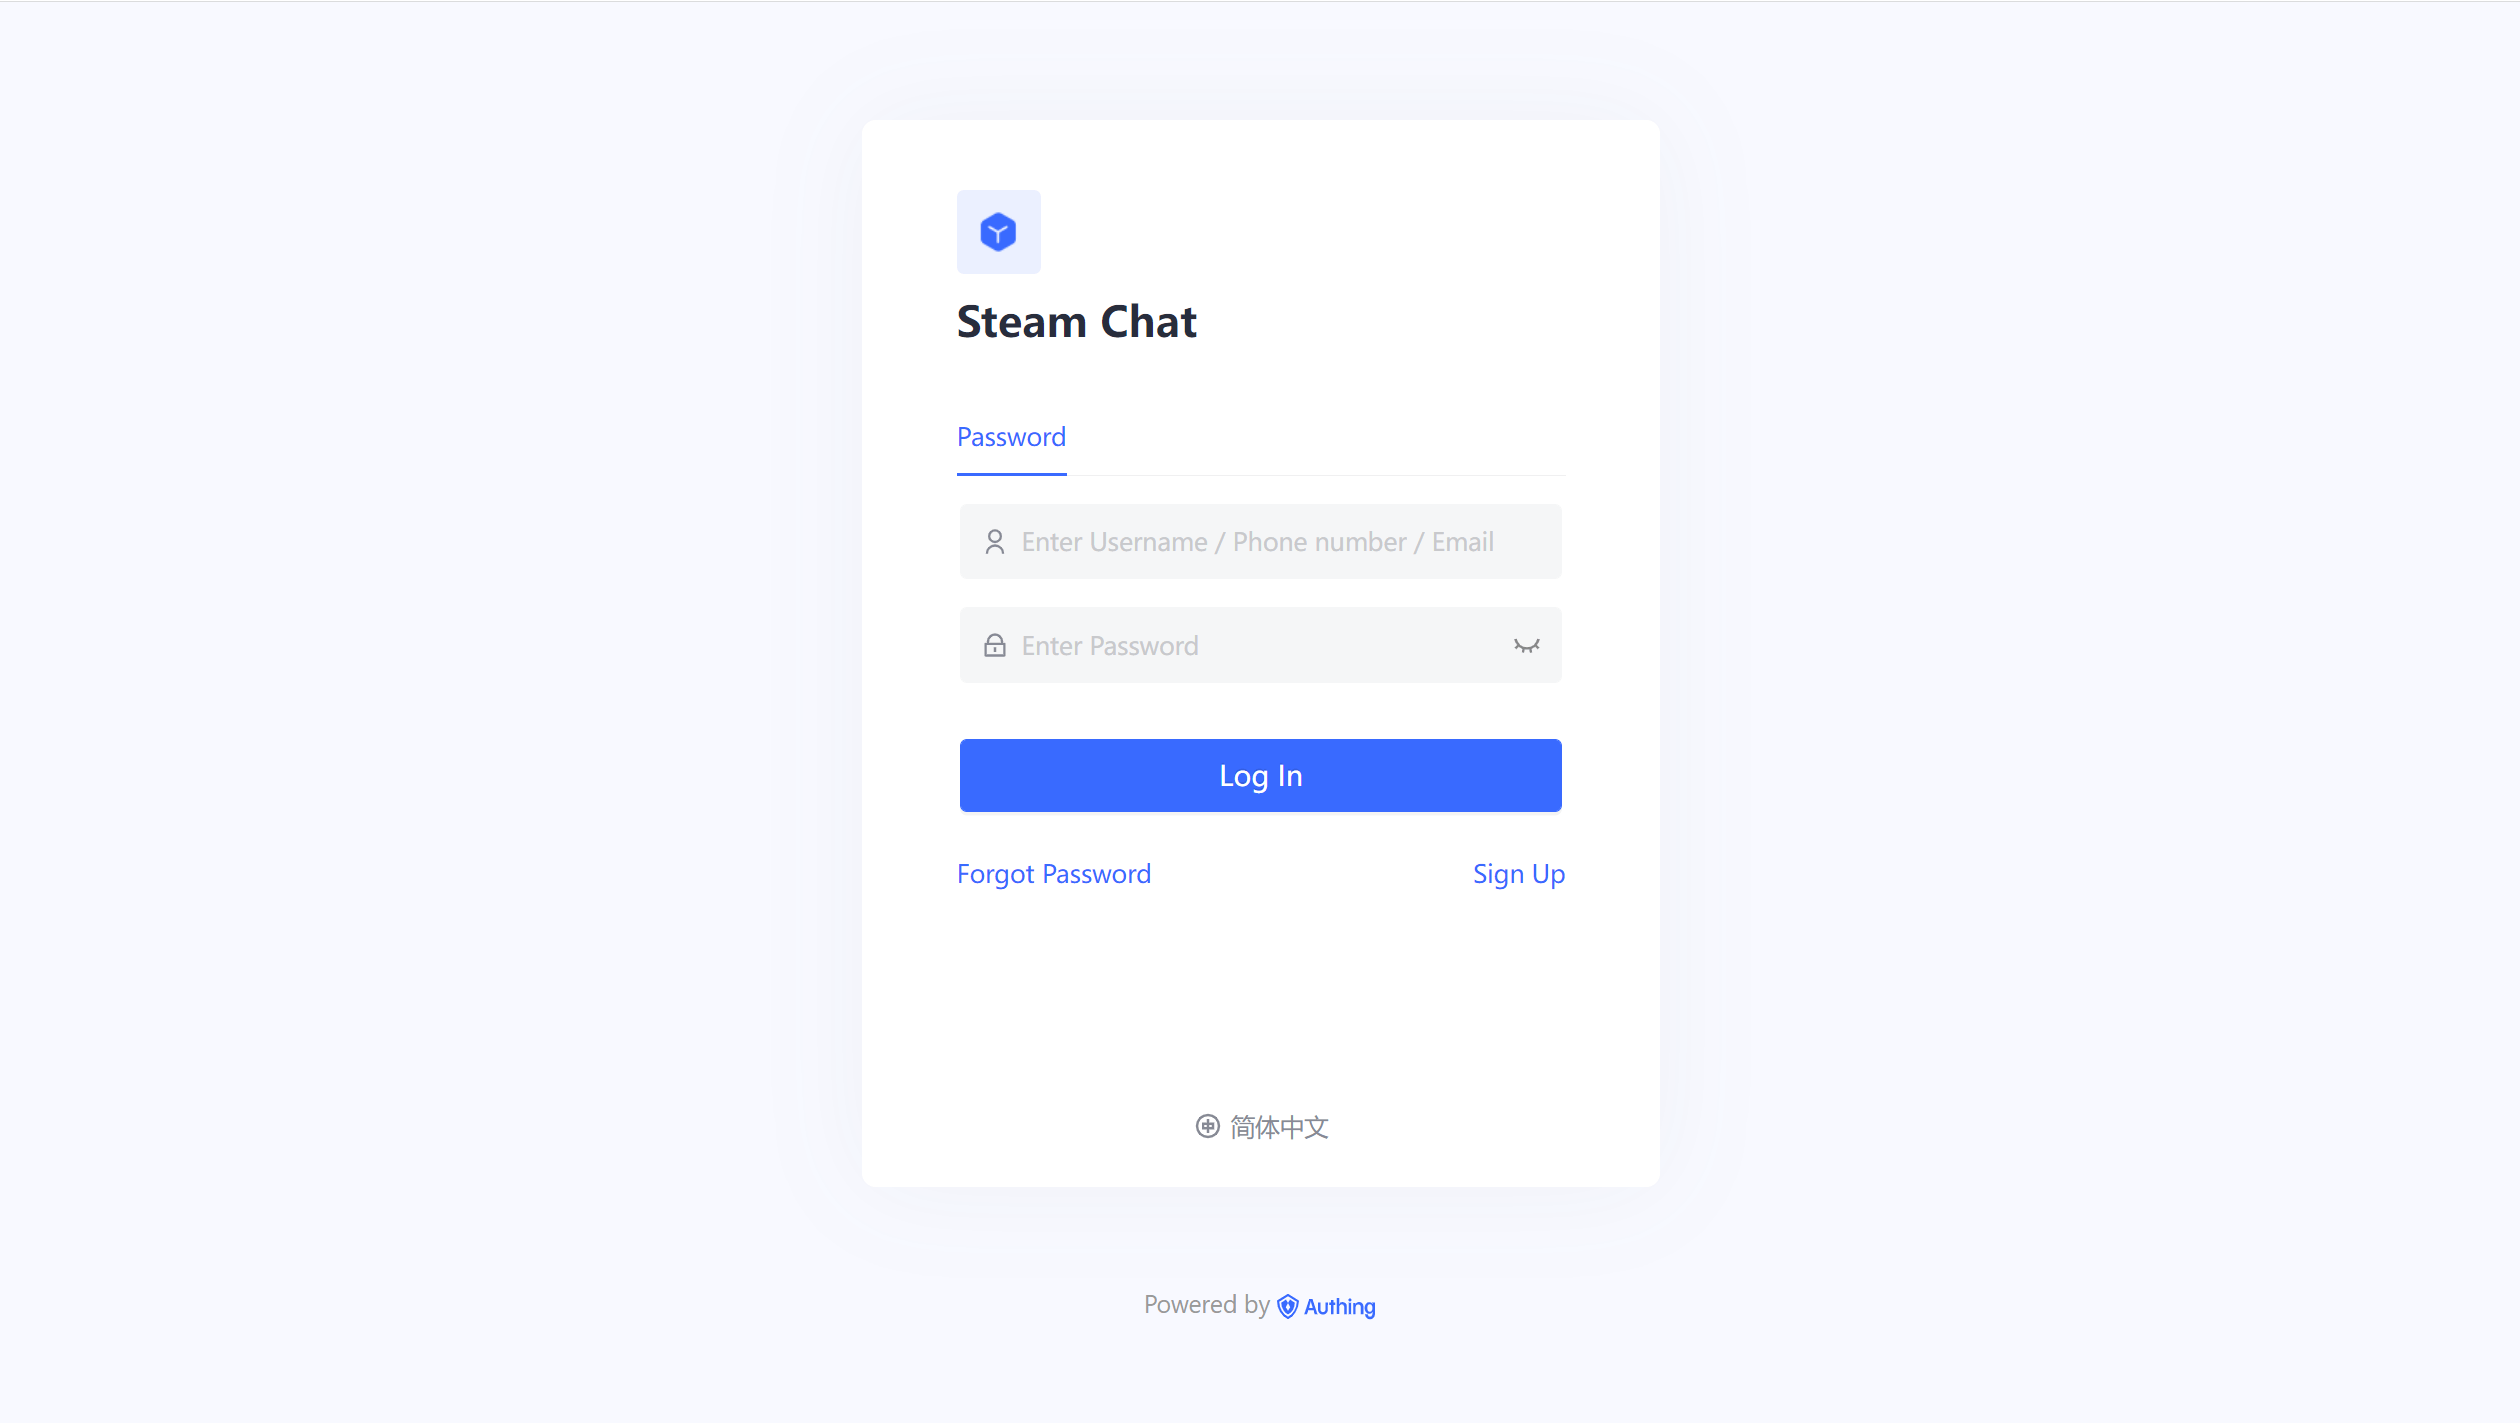 Steam Chat
Password
Enter Username / Phone number / Email
Enter Password
Log In
Forgot Password
Sign Up
简体中文
Powered by Authing